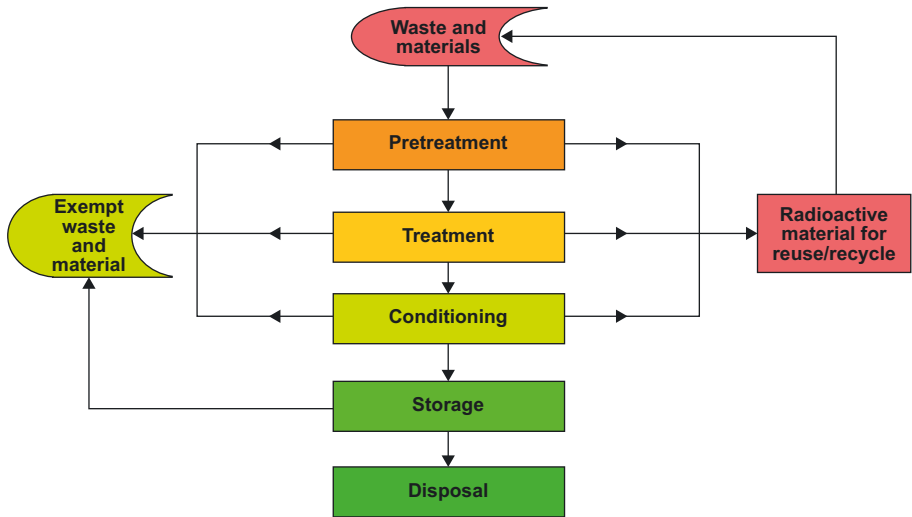 Waste and
materials
Pretreatment
Exempt
waste
and
material
Treatment
Radioactive
material for
reuse/recycle
Conditioning
Storage
Disposal